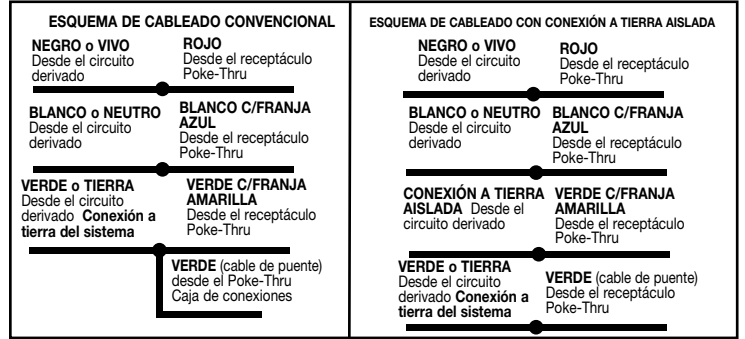 ESQUEMA DE CABLEADO CONVENCIONAL
NEGRO o VIVO
Desde el circuito
derivado
ROJO
Desde el receptáculo
Poke-Thru
BLANCO o NEUTRO
Desde el circuito
derivado
BLANCO C/FRANJA
AZUL
Desde el receptáculo
Poke-Thru
VERDE o TIERRA
Desde el circuito
derivado Conexión a
tierra del sistema
VERDE C/FRANJA
AMARILLA
Desde el receptáculo
Poke-Thru
VERDE (cable de puente)
desde el Poke-Thru
Caja de conexiones
ESQUEMA DE CABLEADO CON CONEXIÓN A TIERRA AISLADA
NEGRO o VIVO
Desde el circuito
derivado
ROJO
Desde el receptáculo
Poke-Thru
BLANCO o NEUTRO
Desde el circuito
derivado
BLANCO C/FRANJA
AZUL
Desde el receptáculo
Poke-Thru
CONEXIÓN A TIERRA
AISLADA Desde el
circuito derivado
VERDE C/FRANJA
AMARILLA
Desde el receptáculo
Poke-Thru
VERDE o TIERRA
Desde el circuito
derivado Conexión a
tierra del sistema
VERDE (cable de puente)
Desde el receptáculo
Poke-Thru